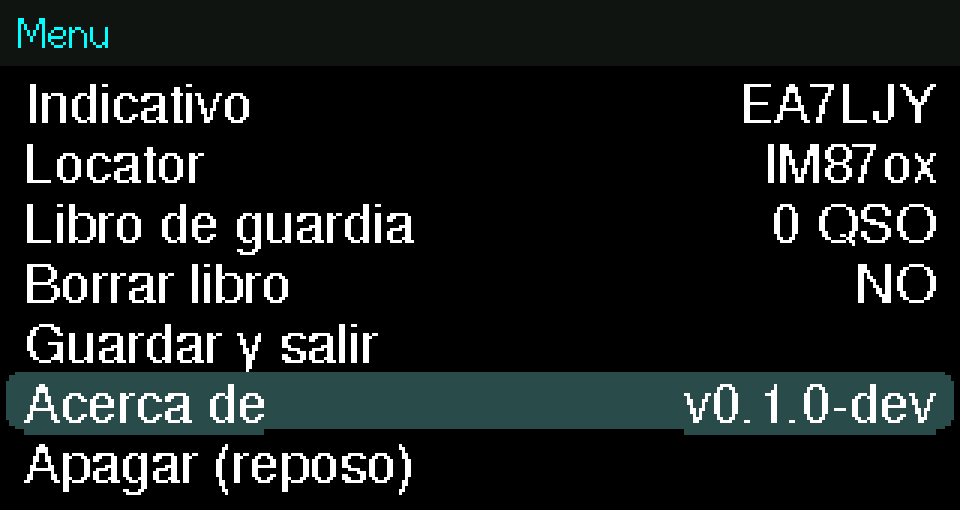 Menu
Indicativo EA7LJY
Locator IM87ox
Libro de guardia 0 QSO
Borrar libro NO
Guardar y salir
Acerca de v0.1.0-dev
Apagar (reposo)